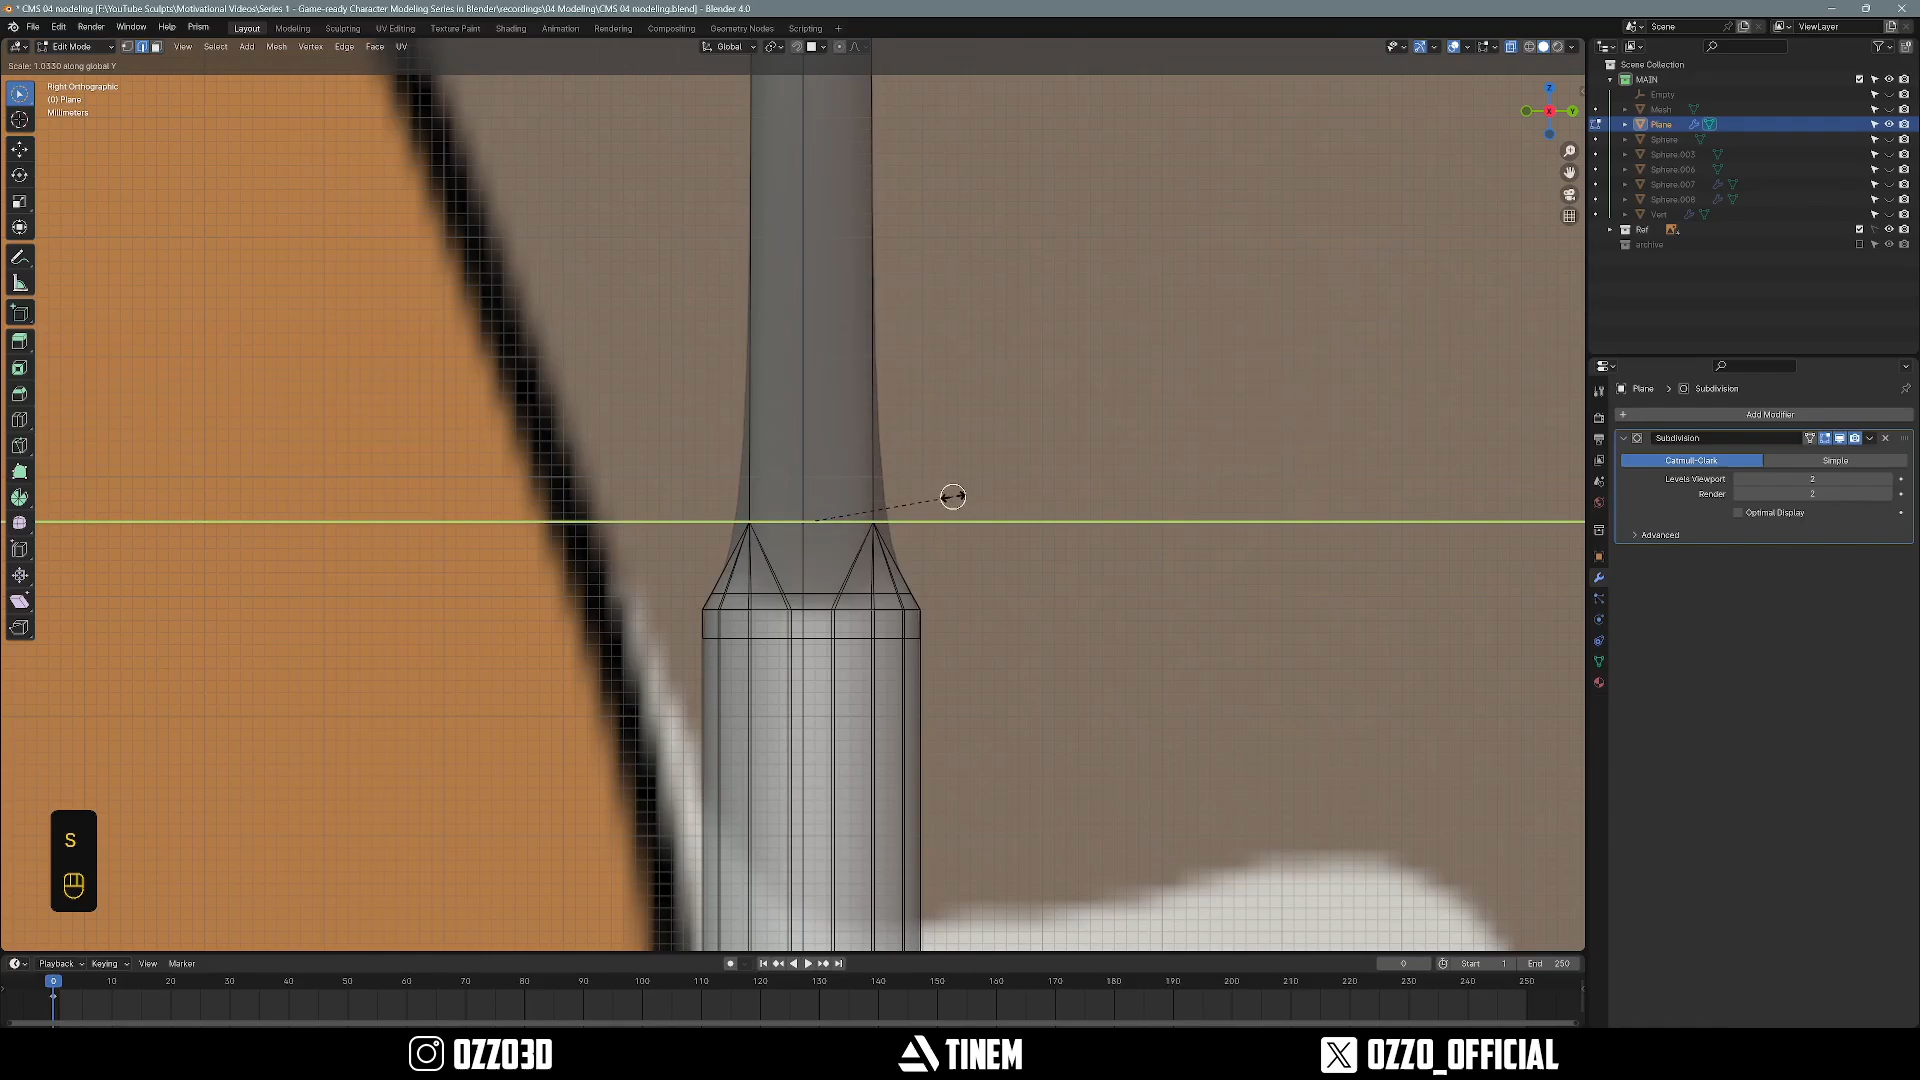 * CMS 04 modeling [F:\YouTube Sculpts\Motivational Videos\Series 1 - Game-ready Character Modeling Series in Blender\recordings\04 Modeling\CMS 04 modeling.blend] - Blender 4.0
File Edit Render Window Help Prism Layout Modeling Sculpting UV Editing Texture Paint Shading Animation Rendering Compositing Geometry Nodes Scripting + Scene ViewLayer
Edit Mode View Select Add Mesh Vertex Edge Face UV Global
Scale: 1.0330 along global Y
Right Orthographic
(0) Plane
Millimeters
Z
X
Y
Scene Collection
MAIN
Empty
Mesh
Plane
Sphere
Sphere.003
Sphere.006
Sphere.007
Sphere.008
Vert
Ref
archive
Plane > Subdivision
+ Add Modifier
Subdivision
Catmull-Clark Simple
Levels Viewport 2
Render 2
Optimal Display
Advanced
S
Playback Keying View Marker 0 Start 1 End 250
0 10 20 30 40 50 60 70 80 90 100 110 120 130 140 150 160 170 180 190 200 210 220 230 240 250
OZZO3D TINEM OZZO_OFFICIAL